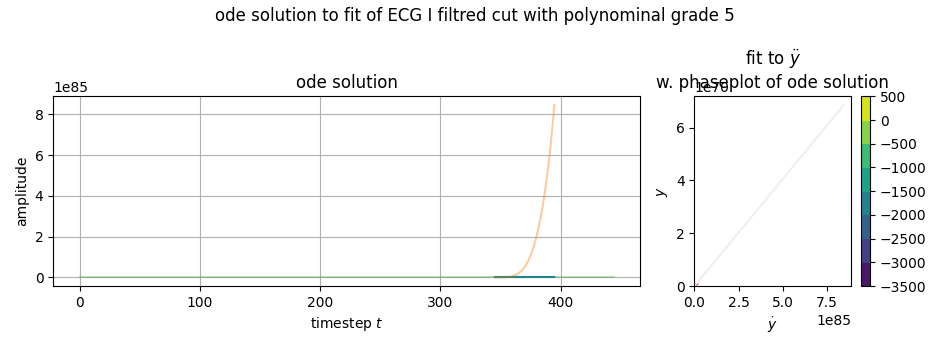 ode solution to fit of ECG I filtred cut with polynominal grade 5
ode solution
1e85
8
6
4
2
0
amplitude
0
100
200
300
400
timestep t
fit to ÿ
w. phaseplot of ode solution
6
4
2
0
y
0.0
2.5
5.0
7.5
1e85
ẏ
500
0
−500
−1000
−1500
−2000
−2500
−3000
−3500